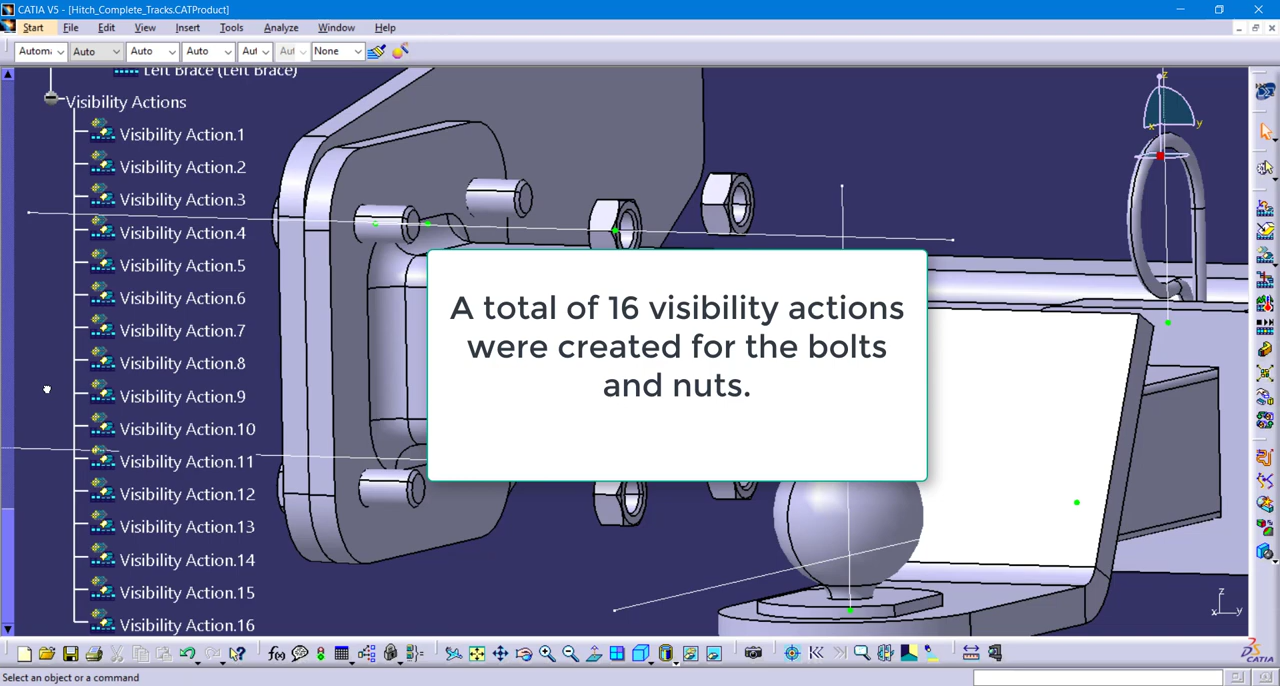 CATIA V5 - [Hitch_Complete_Tracks.CATProduct]
Start File Edit View Insert Tools Analyze Window Help
Auto Auto Auto Aut None
Left Brace (Left Brace)
Visibility Actions
Visibility Action.1
Visibility Action.2
Visibility Action.3
Visibility Action.4
Visibility Action.5
Visibility Action.6
Visibility Action.7
Visibility Action.8
Visibility Action.9
Visibility Action.10
Visibility Action.11
Visibility Action.12
Visibility Action.13
Visibility Action.14
Visibility Action.15
Visibility Action.16
A total of 16 visibility actions
were created for the bolts
and nuts.
z
x y
z
x y
f(x)
CATIA
Select an object or a command